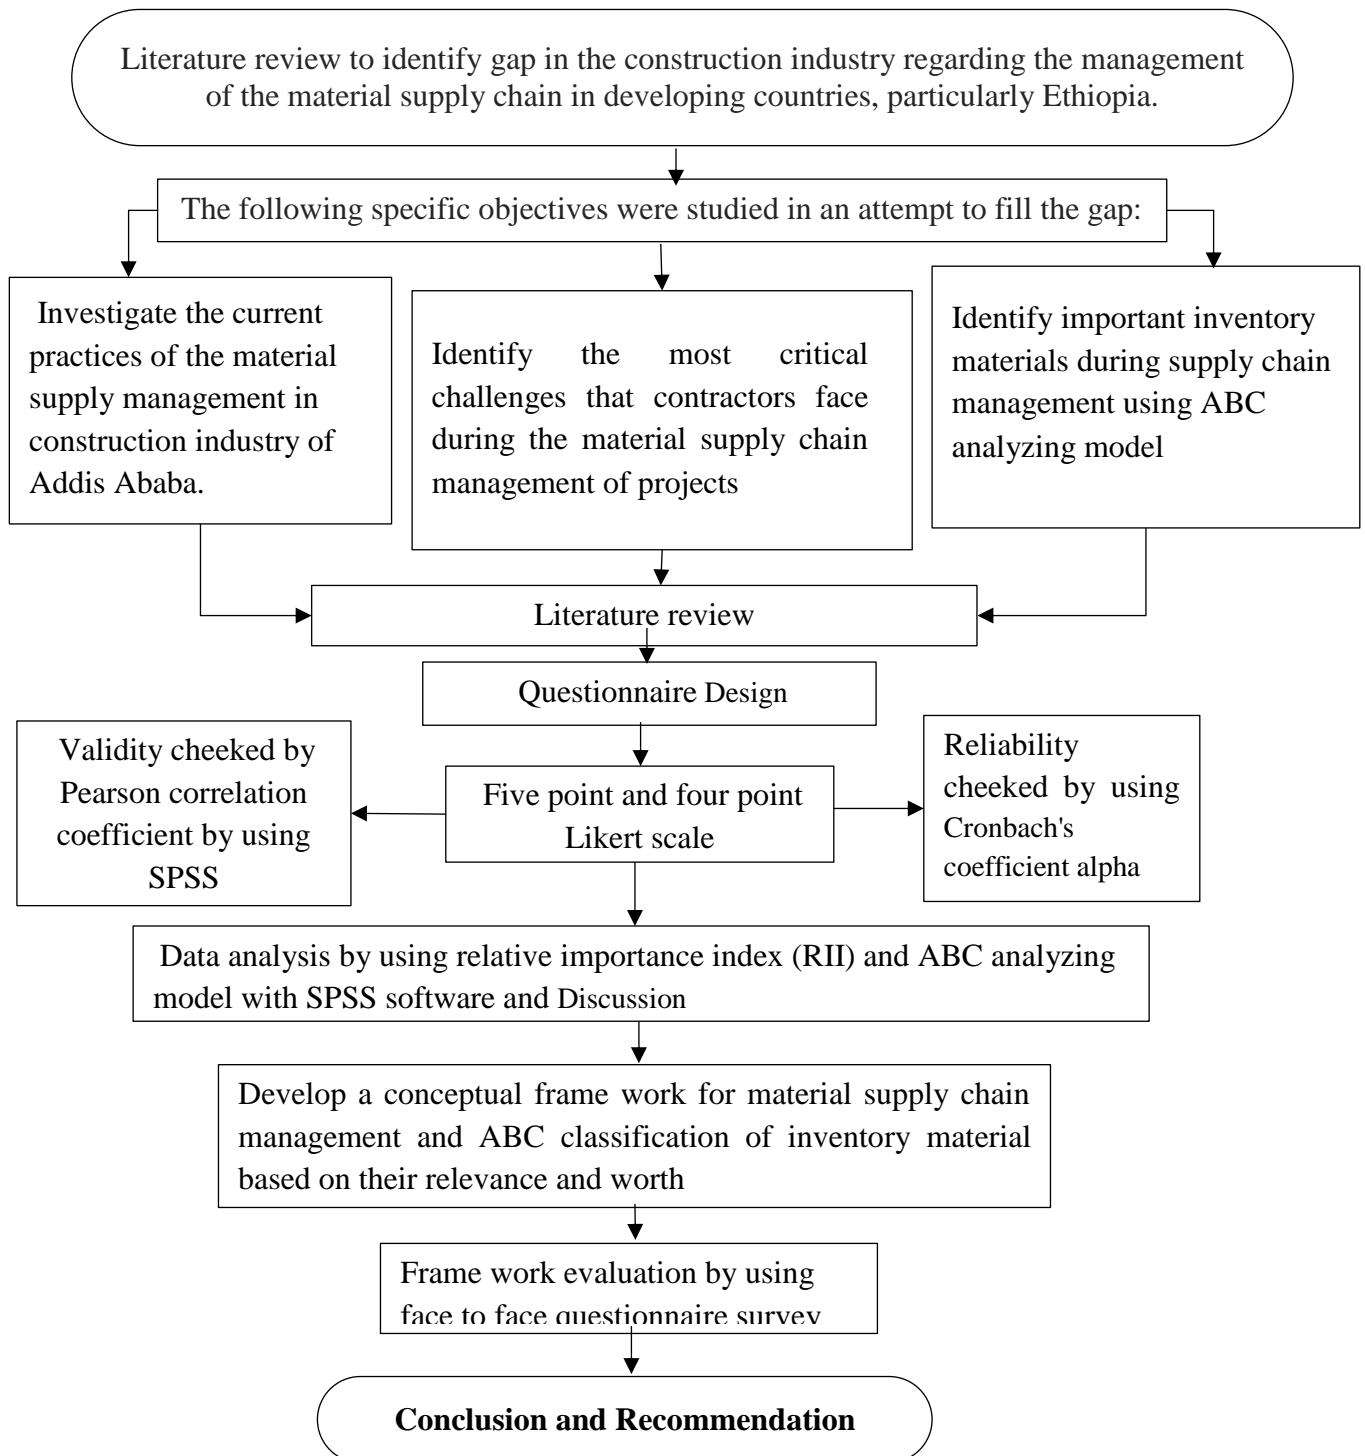 Literature review to identify gap in the construction industry regarding the management
of the material supply chain in developing countries, particularly Ethiopia.
The following specific objectives were studied in an attempt to fill the gap:
Investigate the current
practices of the material
supply management in
construction industry of
Addis Ababa.
Identify the most critical
challenges that contractors face
during the material supply chain
management of projects
Identify important inventory
materials during supply chain
management using ABC
analyzing model
Literature review
Questionnaire Design
Validity cheeked by
Pearson correlation
coefficient by using
SPSS
Five point and four point
Likert scale
Reliability
cheeked by using
Cronbach's
coefficient alpha
Data analysis by using relative importance index (RII) and ABC analyzing
model with SPSS software and Discussion
Develop a conceptual frame work for material supply chain
management and ABC classification of inventory material
based on their relevance and worth
Frame work evaluation by using
face to face questionnaire survey
Conclusion and Recommendation